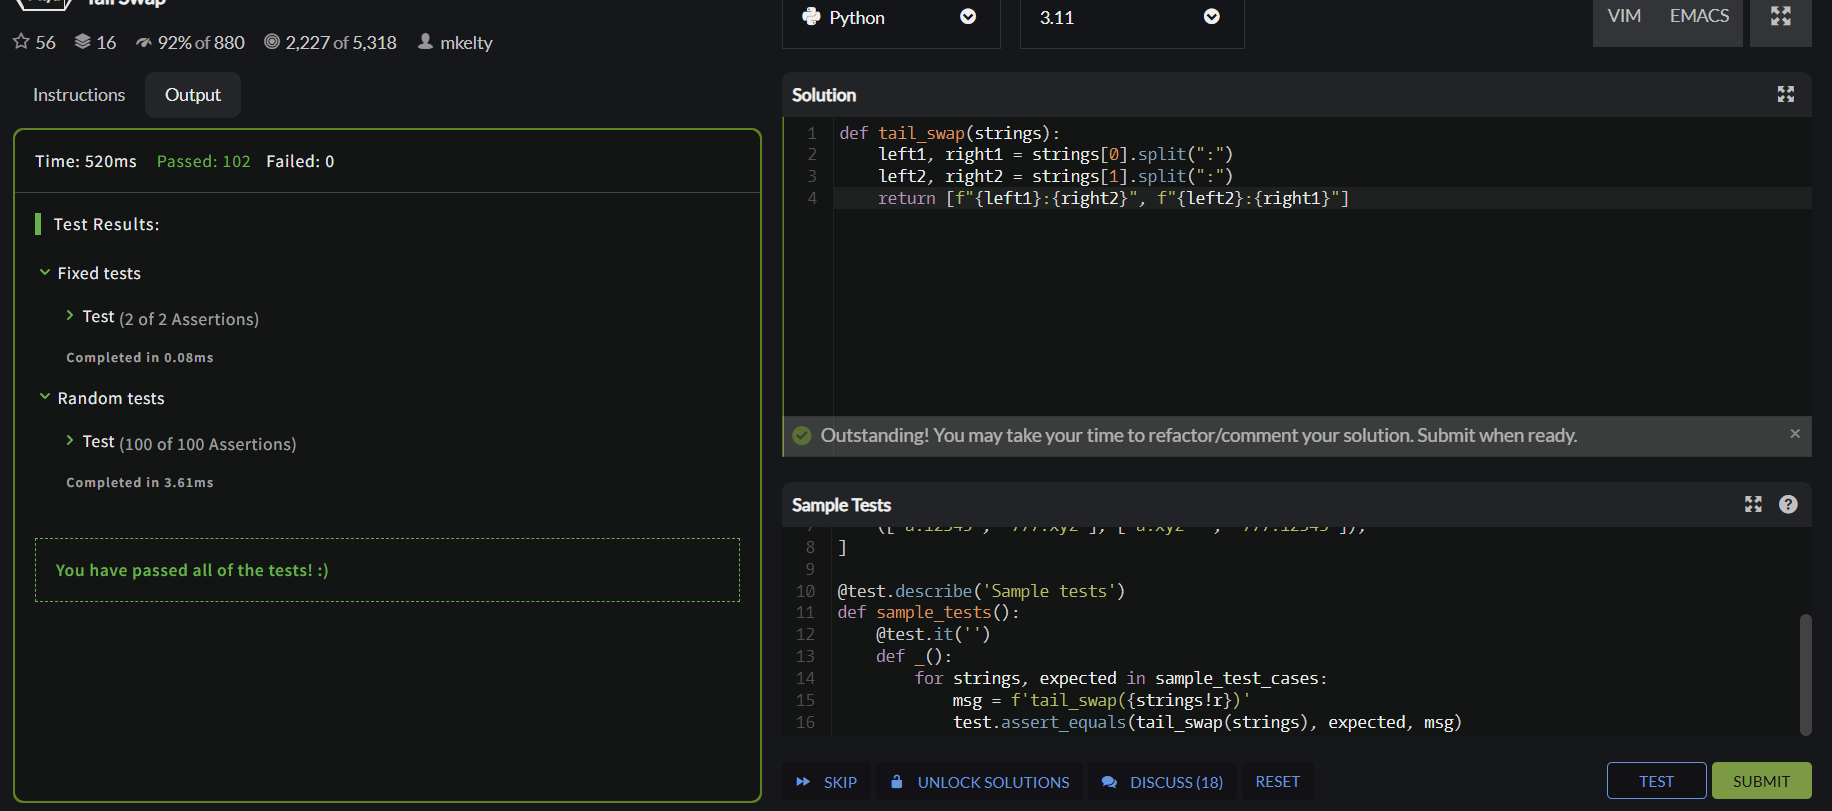 Tail Swap
56 16 92% of 880 2,227 of 5,318 mkelty
Instructions Output
Time: 520ms Passed: 102 Failed: 0
Test Results:
Fixed tests
Test (2 of 2 Assertions)
Completed in 0.08ms
Random tests
Test (100 of 100 Assertions)
Completed in 3.61ms
You have passed all of the tests! :)
Python 3.11 VIM EMACS
Solution
1 def tail_swap(strings):
2 left1, right1 = strings[0].split(":")
3 left2, right2 = strings[1].split(":")
4 return [f"{left1}:{right2}", f"{left2}:{right1}"]
Outstanding! You may take your time to refactor/comment your solution. Submit when ready. ×
Sample Tests
8 ]
9
10 @test.describe('Sample tests')
11 def sample_tests():
12 @test.it('')
13 def _():
14 for strings, expected in sample_test_cases:
15 msg = f'tail_swap({strings!r})'
16 test.assert_equals(tail_swap(strings), expected, msg)
SKIP UNLOCK SOLUTIONS DISCUSS (18) RESET TEST SUBMIT